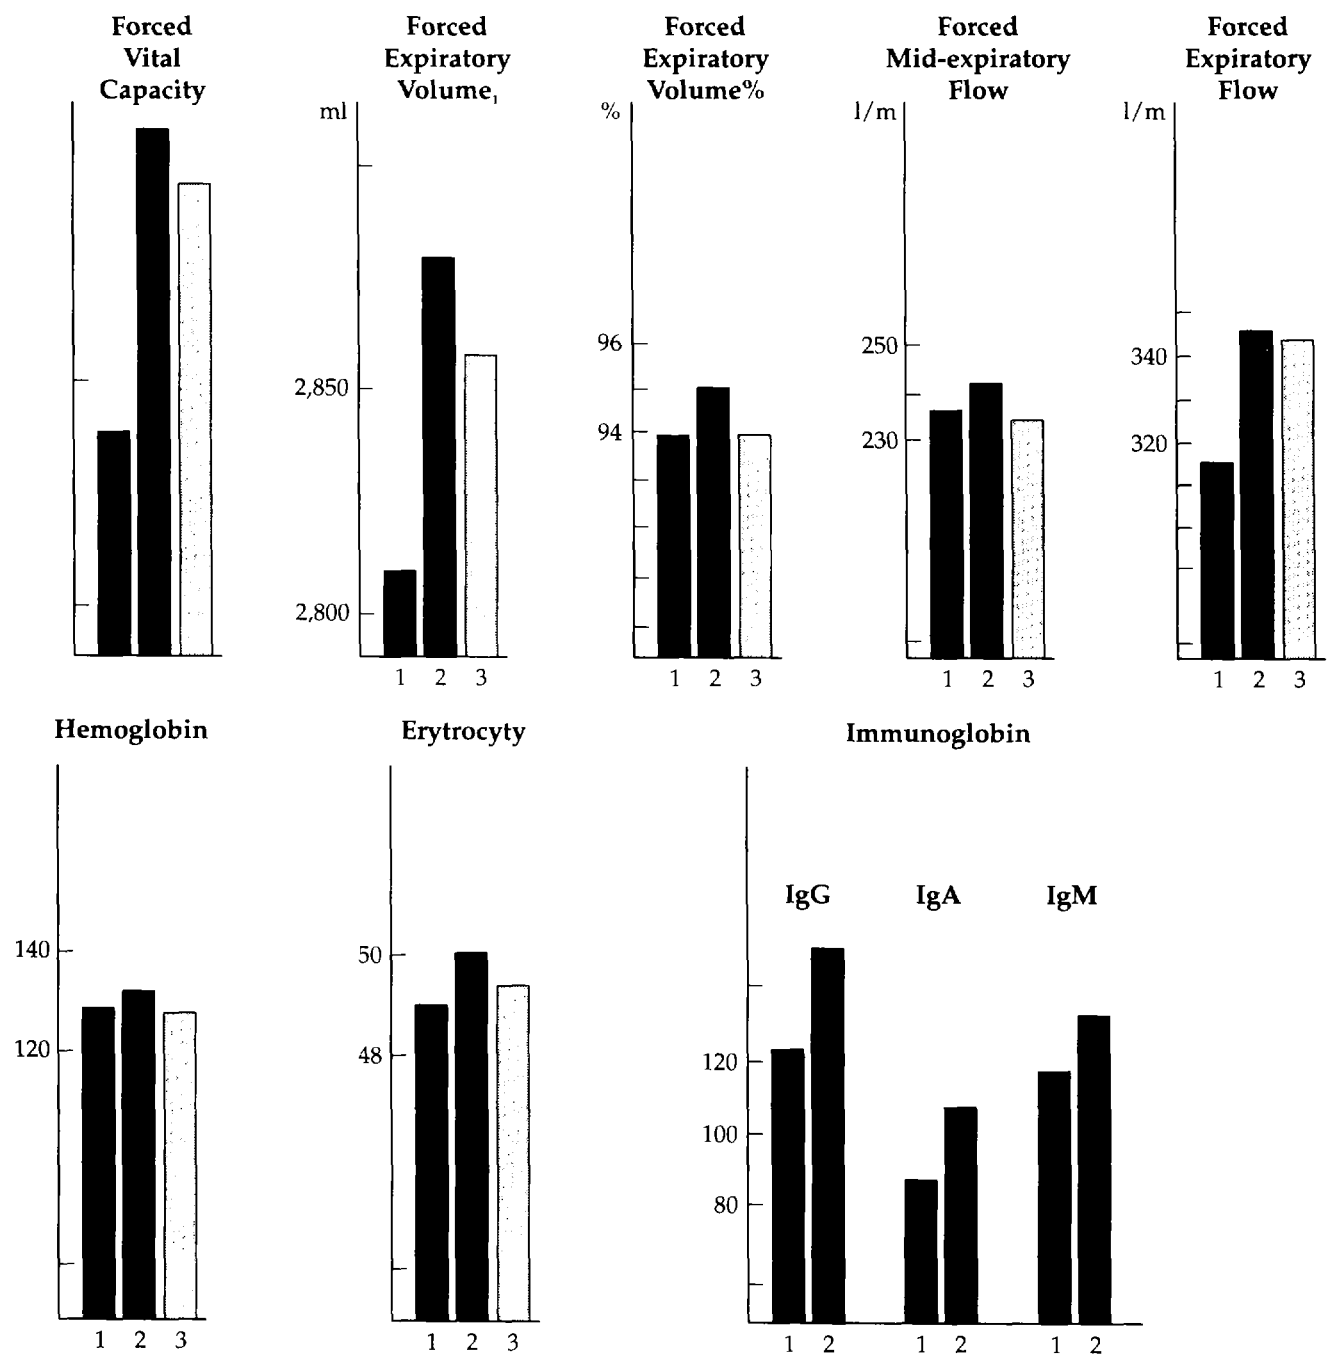 Forced
Vital
Capacity
Forced
Expiratory
Volume₁
ml
2,850
2,800
1 2 3
Forced
Expiratory
Volume%
%
96
94
1 2 3
Forced
Mid-expiratory
Flow
l/m
250
230
1 2 3
Forced
Expiratory
Flow
l/m
340
320
1 2 3
Hemoglobin
140
120
1 2 3
Erytrocyty
50
48
1 2 3
Immunoglobin
IgG IgA IgM
120
100
80
1 2 1 2 1 2